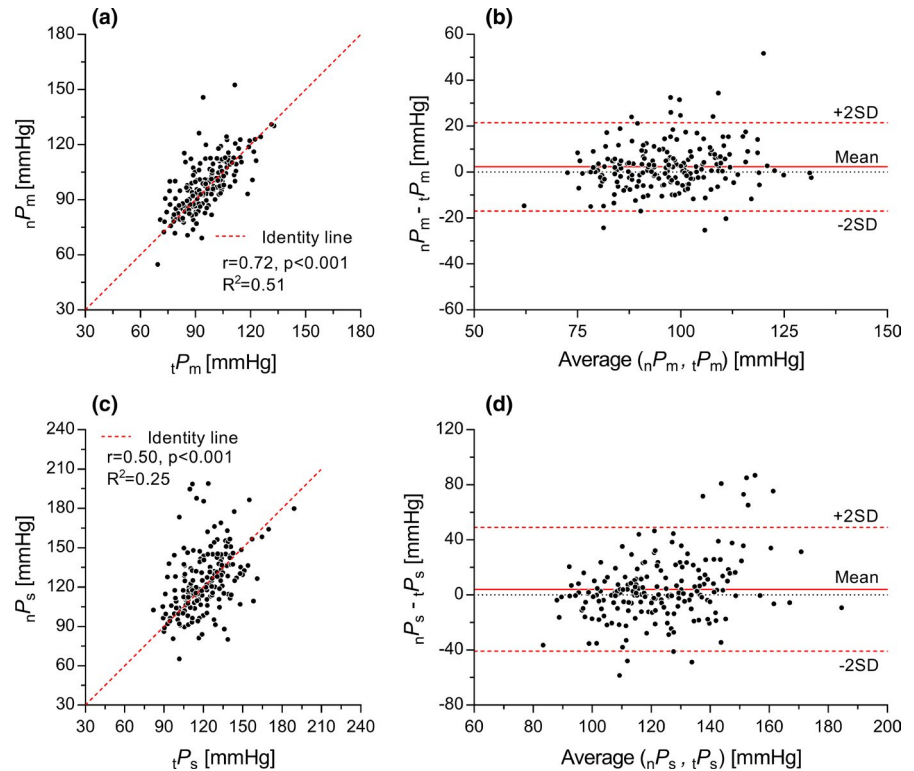 (a)
180
150
120
90
60
30
nPm [mmHg]
Identity line
r=0.72, p<0.001
R²=0.51
30 60 90 120 150 180
tPm [mmHg]
(b)
60
40
20
0
-20
-40
-60
nPm - tPm [mmHg]
+2SD
Mean
-2SD
50 75 100 125 150
Average (nPm, tPm) [mmHg]
(c)
240
210
180
150
120
90
60
30
nPs [mmHg]
Identity line
r=0.50, p<0.001
R²=0.25
30 60 90 120 150 180 210 240
tPs [mmHg]
(d)
120
80
40
0
-40
-80
nPs - tPs [mmHg]
+2SD
Mean
-2SD
60 80 100 120 140 160 180 200
Average (nPs, tPs) [mmHg]